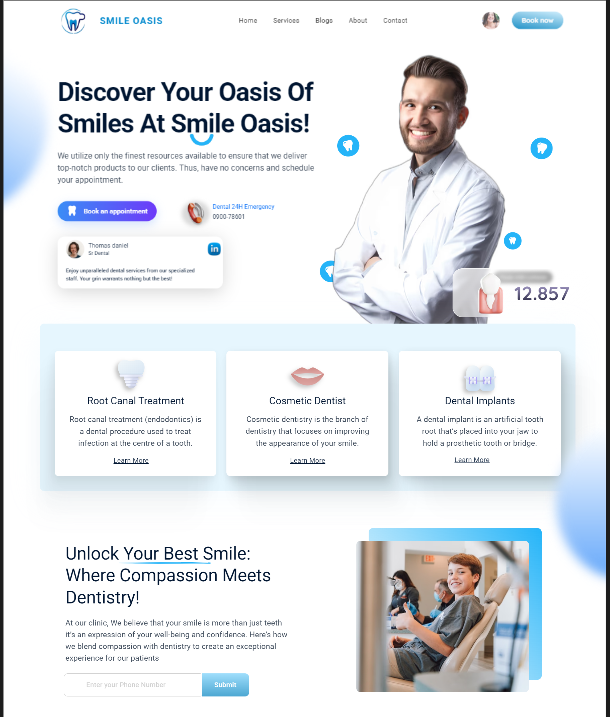 SMILE OASIS
Home Services Blogs About Contact
Book now
Discover Your Oasis Of
Smiles At Smile Oasis!
We utilize only the finest resources available to ensure that we deliver
top-notch products to our clients. Thus, have no concerns and schedule
your appointment.
Book an appointment
Dental 24H Emergency
0900-78601
Thomas daniel
Sr Dental
in
Enjoy unparalleled dental services from our specialized
staff. Your grin warrants nothing but the best!
12.857
Root Canal Treatment
Root canal treatment (endodontics) is
a dental procedure used to treat
infection at the centre of a tooth.
Learn More
Cosmetic Dentist
Cosmetic dentistry is the branch of
dentistry that focuses on improving
the appearance of your smile.
Learn More
Dental Implants
A dental implant is an artificial tooth
root that's placed into your jaw to
hold a prosthetic tooth or bridge.
Learn More
Unlock Your Best Smile:
Where Compassion Meets
Dentistry!
At our clinic, We believe that your smile is more than just teeth
it's an expression of your well-being and confidence. Here's how
we blend compassion with dentistry to create an exceptional
experience for our patients
Enter your Phone Number
Submit